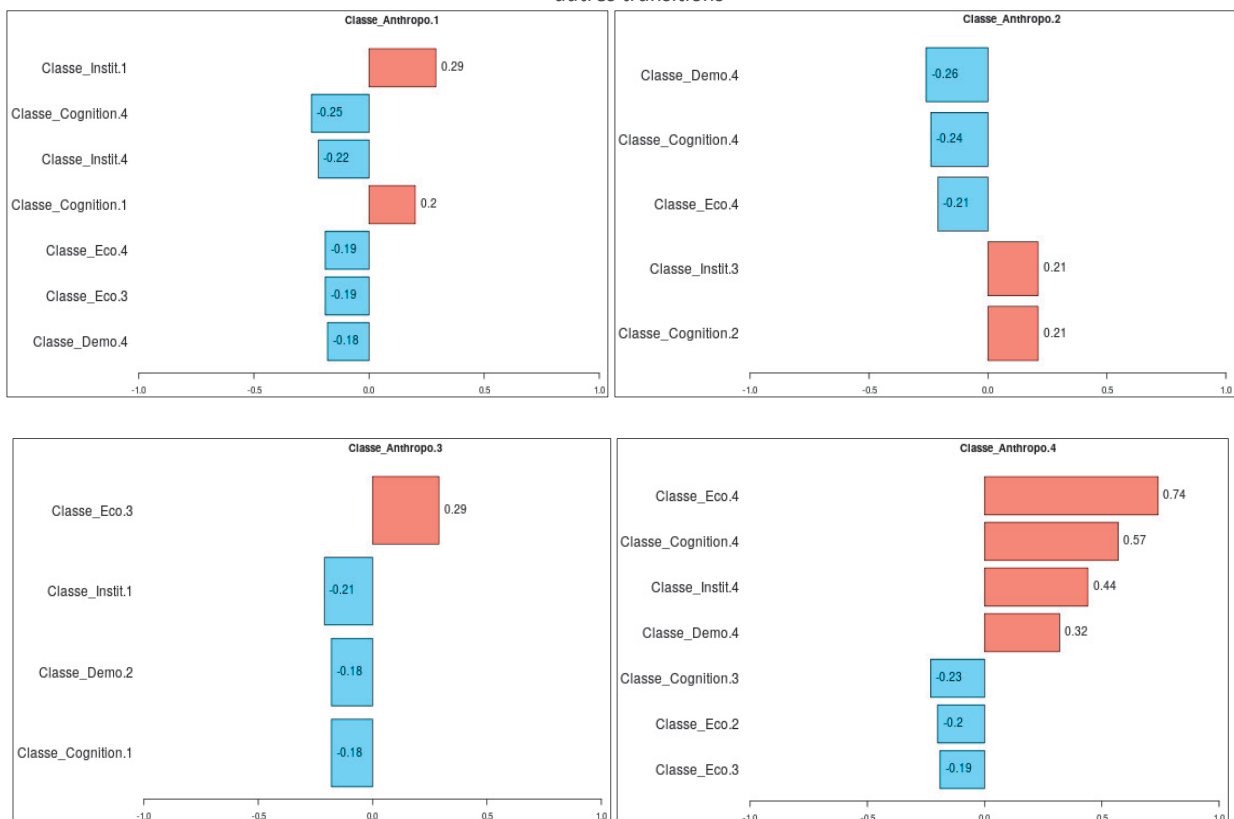 autres transitions
Classe_Anthropo.1
Classe_Instit.1 0.29
Classe_Cognition.4 -0.25
Classe_Instit.4 -0.22
Classe_Cognition.1 0.2
Classe_Eco.4 -0.19
Classe_Eco.3 -0.19
Classe_Demo.4 -0.18
-1.0 -0.5 0.0 0.5 1.0
Classe_Anthropo.2
Classe_Demo.4 -0.26
Classe_Cognition.4 -0.24
Classe_Eco.4 -0.21
Classe_Instit.3 0.21
Classe_Cognition.2 0.21
-1.0 -0.5 0.0 0.5 1.0
Classe_Anthropo.3
Classe_Eco.3 0.29
Classe_Instit.1 -0.21
Classe_Demo.2 -0.18
Classe_Cognition.1 -0.18
-1.0 -0.5 0.0 0.5 1.0
Classe_Anthropo.4
Classe_Eco.4 0.74
Classe_Cognition.4 0.57
Classe_Instit.4 0.44
Classe_Demo.4 0.32
Classe_Cognition.3 -0.23
Classe_Eco.2 -0.2
Classe_Eco.3 -0.19
-1.0 -0.5 0.0 0.5 1.0